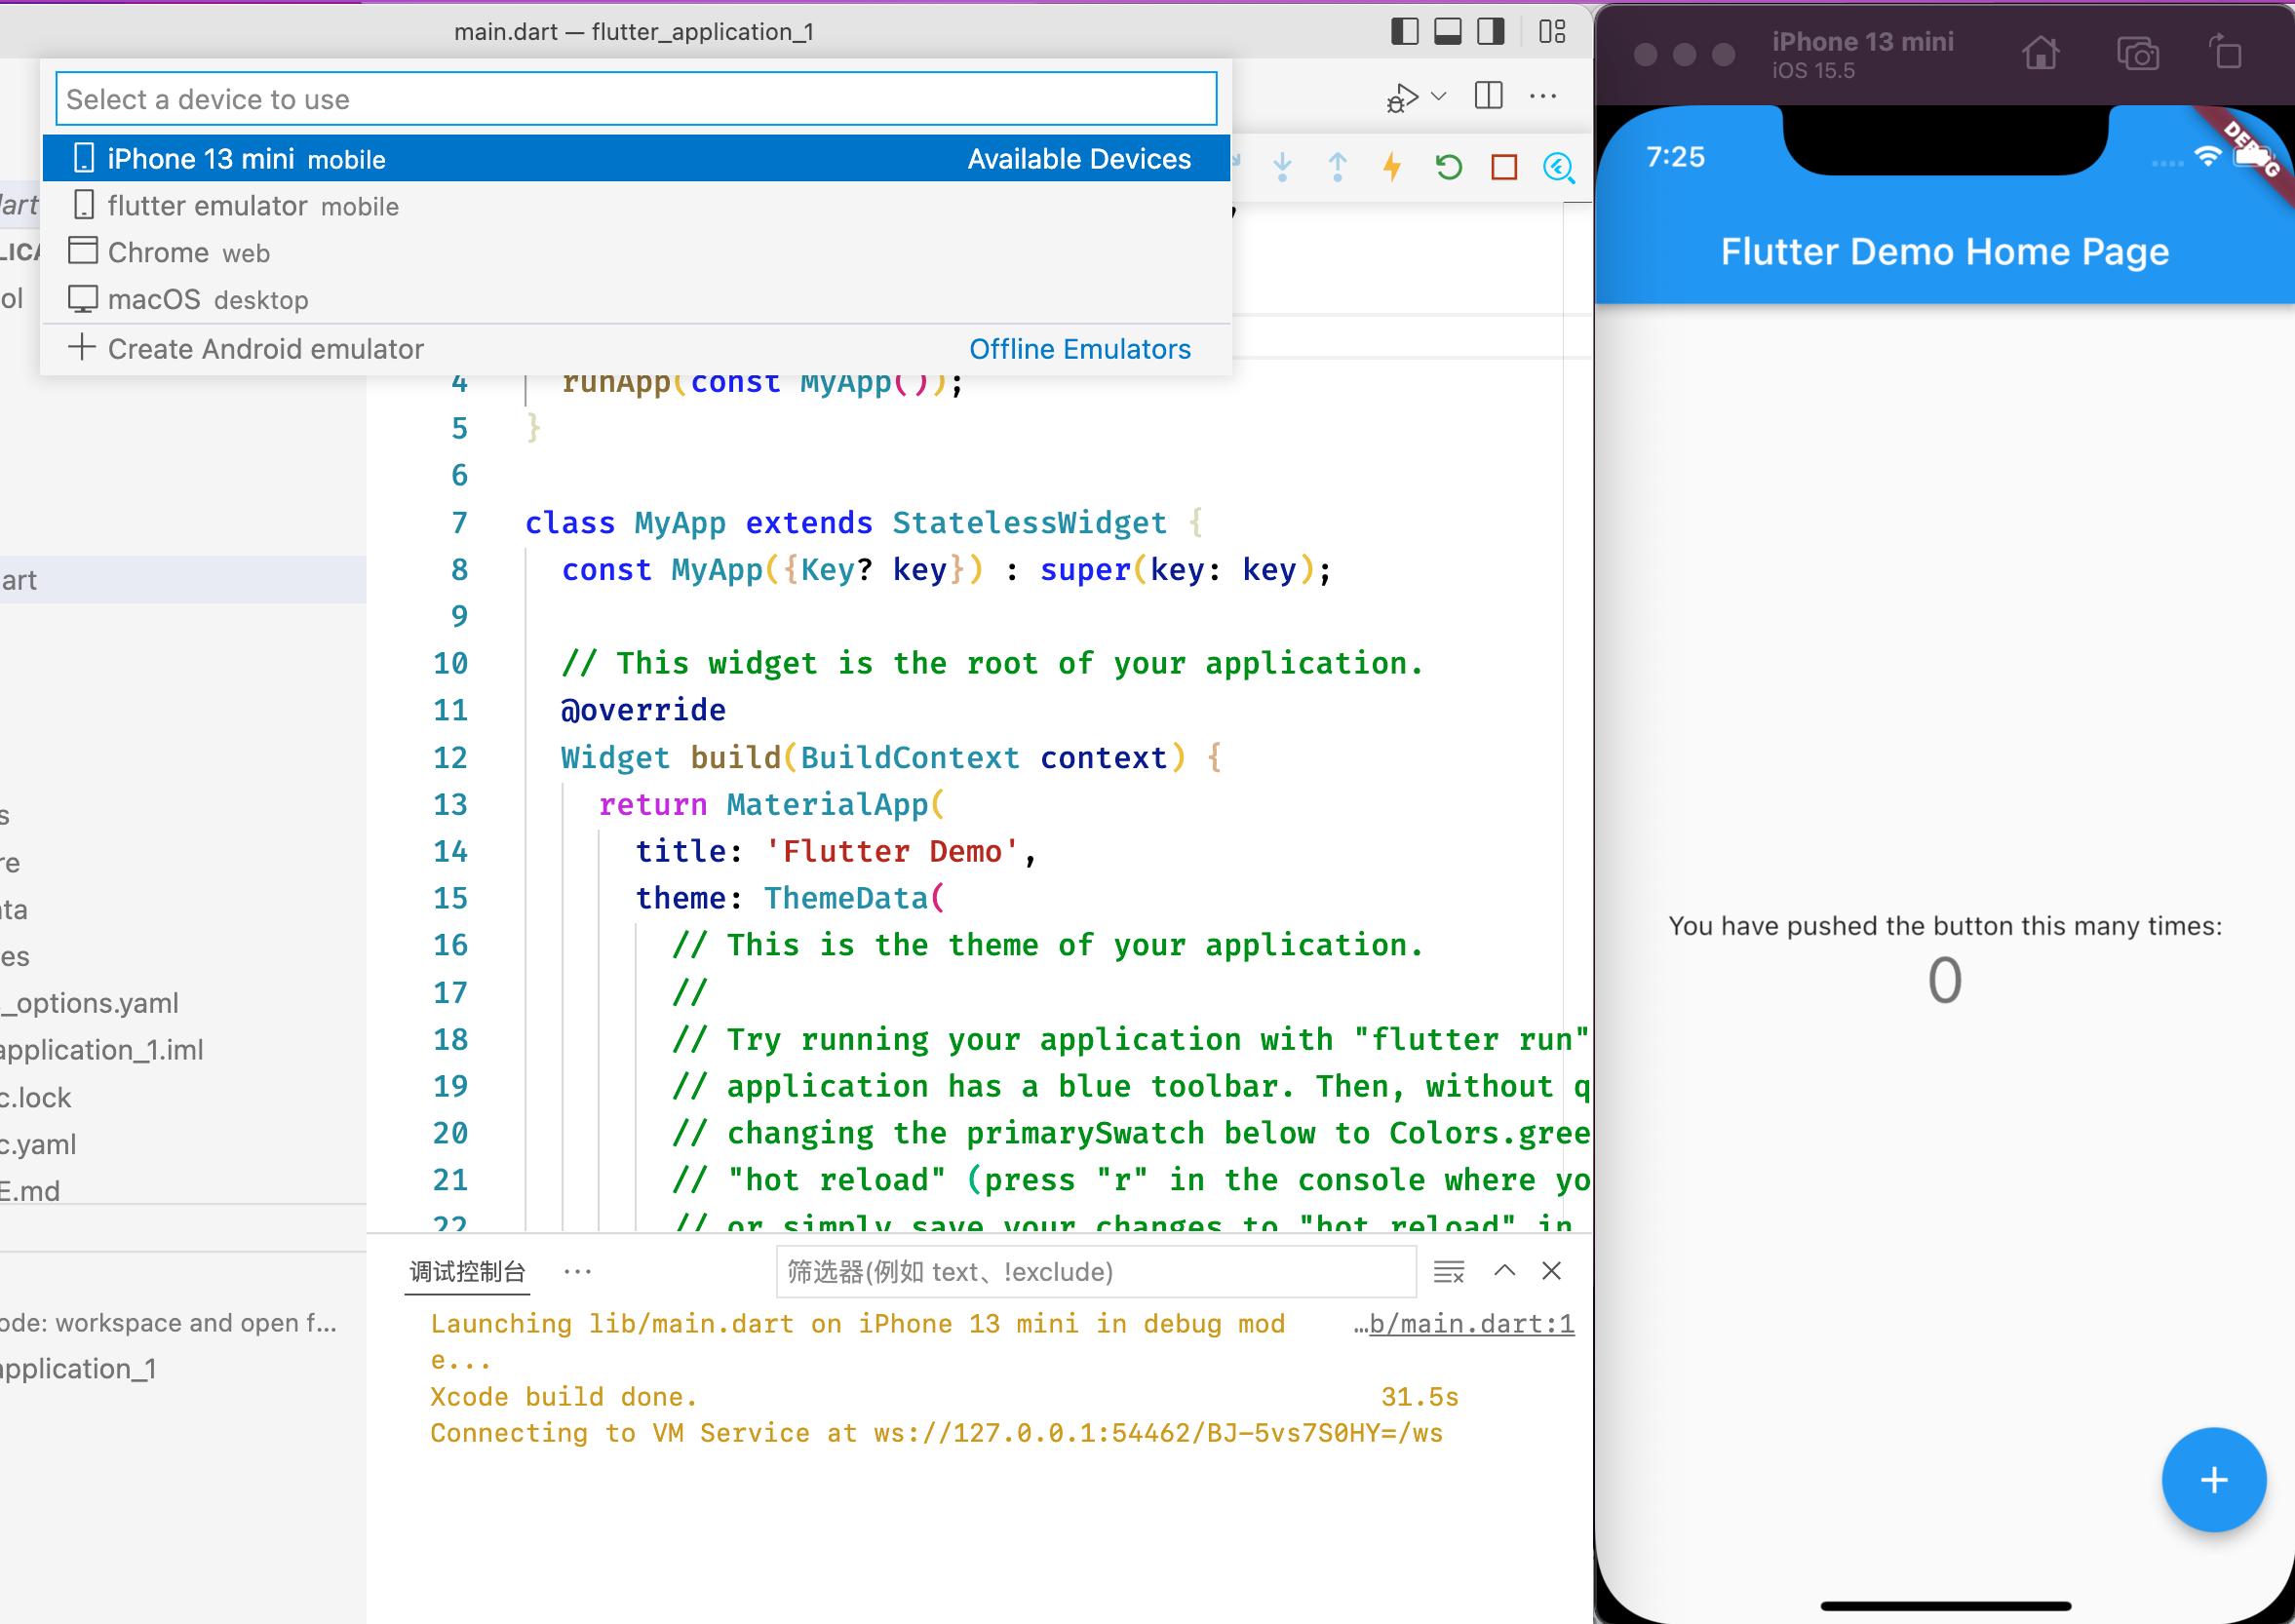 main.dart — flutter_application_1
Select a device to use
iPhone 13 mini mobile Available Devices
flutter emulator mobile
Chrome web
macOS desktop
Create Android emulator Offline Emulators
4 runApp(const MyApp());
5 }
6
7 class MyApp extends StatelessWidget {
8 const MyApp({Key? key}) : super(key: key);
9
10 // This widget is the root of your application.
11 @override
12 Widget build(BuildContext context) {
13 return MaterialApp(
14 title: 'Flutter Demo',
15 theme: ThemeData(
16 // This is the theme of your application.
17 //
18 // Try running your application with "flutter run"
19 // application has a blue toolbar. Then, without q
20 // changing the primarySwatch below to Colors.gree
21 // "hot reload" (press "r" in the console where yo
22 // or simply save your changes to "hot reload" in
art
s
re
ta
es
_options.yaml
application_1.iml
c.lock
c.yaml
E.md
ode: workspace and open f...
application_1
调试控制台 ···
筛选器(例如 text、!exclude)
Launching lib/main.dart on iPhone 13 mini in debug mod …b/main.dart:1
e...
Xcode build done. 31.5s
Connecting to VM Service at ws://127.0.0.1:54462/BJ-5vs7S0HY=/ws
iPhone 13 mini
iOS 15.5
7:25
DEBUG
Flutter Demo Home Page
You have pushed the button this many times:
0